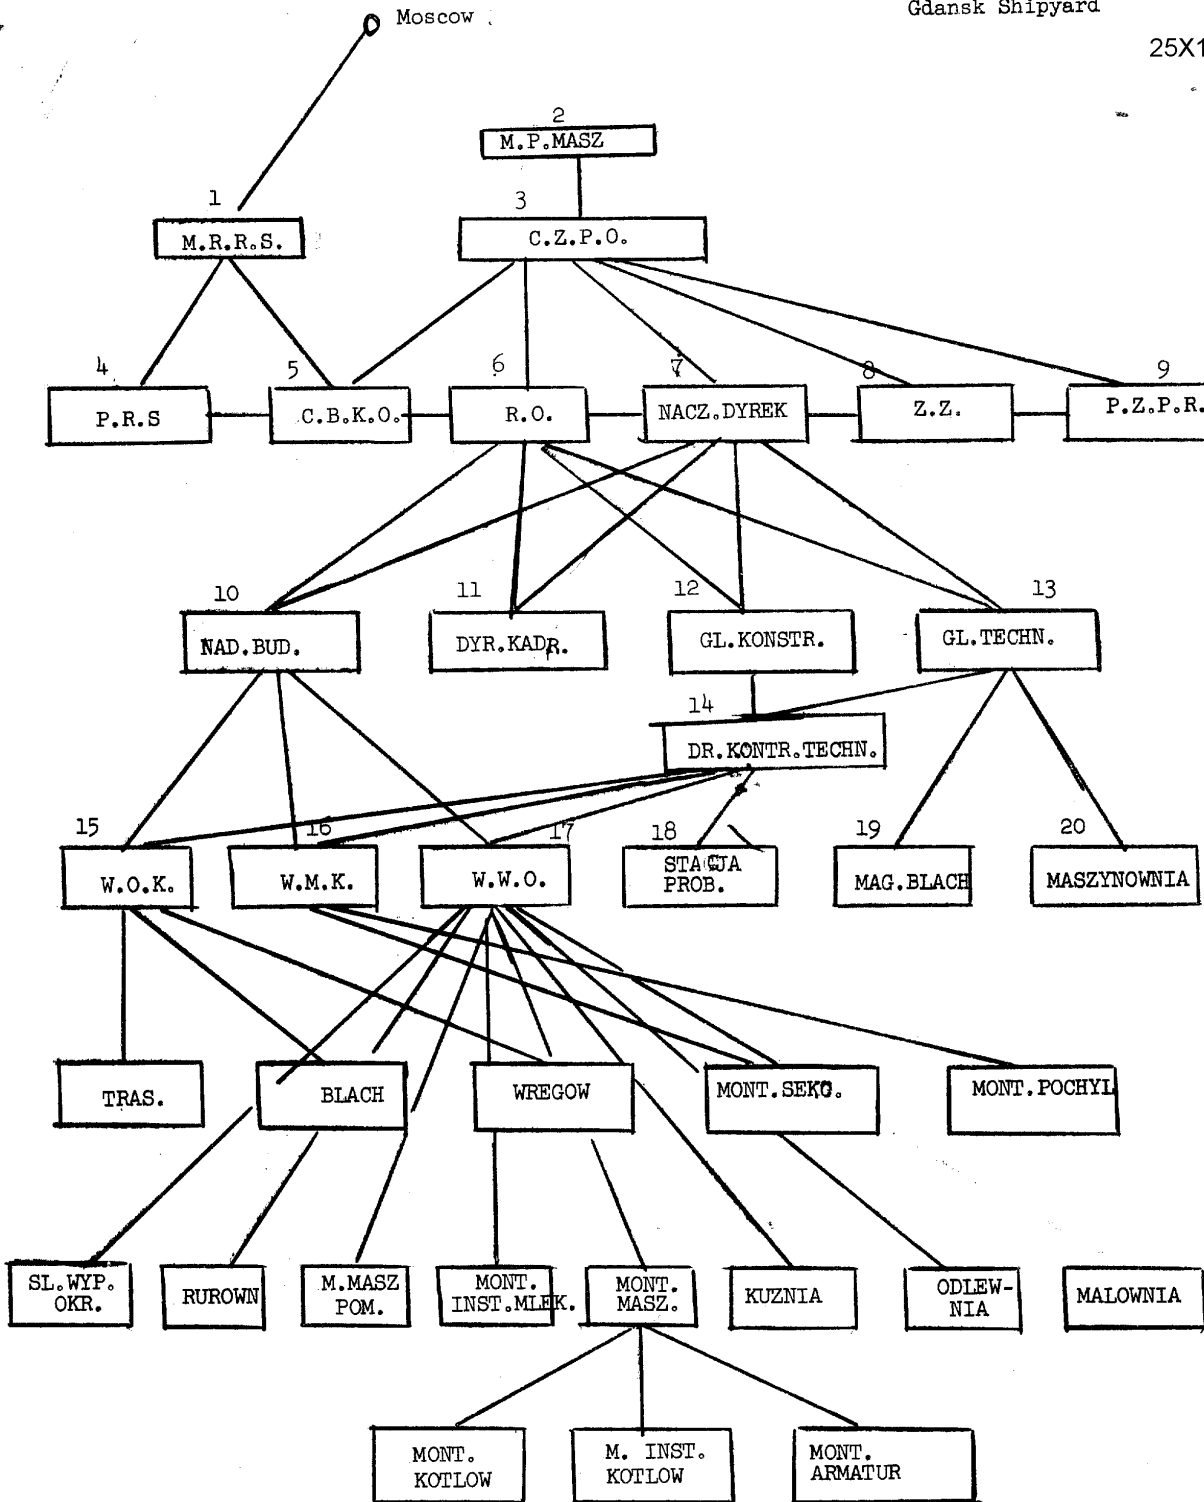 Moscow
Gdansk Shipyard
25X1
2
M.P.MASZ
1
3
M.R.R.S.
C.Z.P.O.
4
5
6
7
8
9
P.R.S
C.B.K.O.
R.O.
NACZ.DYREK
Z.Z.
P.Z.P.R.
10
11
12
13
NAD.BUD.
DYR.KADR.
GL.KONSTR.
GL.TECHN.
14
DR.KONTR.TECHN.
15
16
17
18
19
20
W.O.K.
W.M.K.
W.W.O.
STACJA
PROB.
MAG.BLACH
MASZYNOWNIA
TRAS.
BLACH
WREGOW
MONT.SEKC.
MONT.POCHYL
SL.WYP.
OKR.
RUROWN
M.MASZ
POM.
MONT.
INST.MLEK.
MONT.
MASZ.
KUZNIA
ODLEW-
NIA
MALOWNIA
MONT.
KOTLOW
M. INST.
KOTLOW
MONT.
ARMATUR